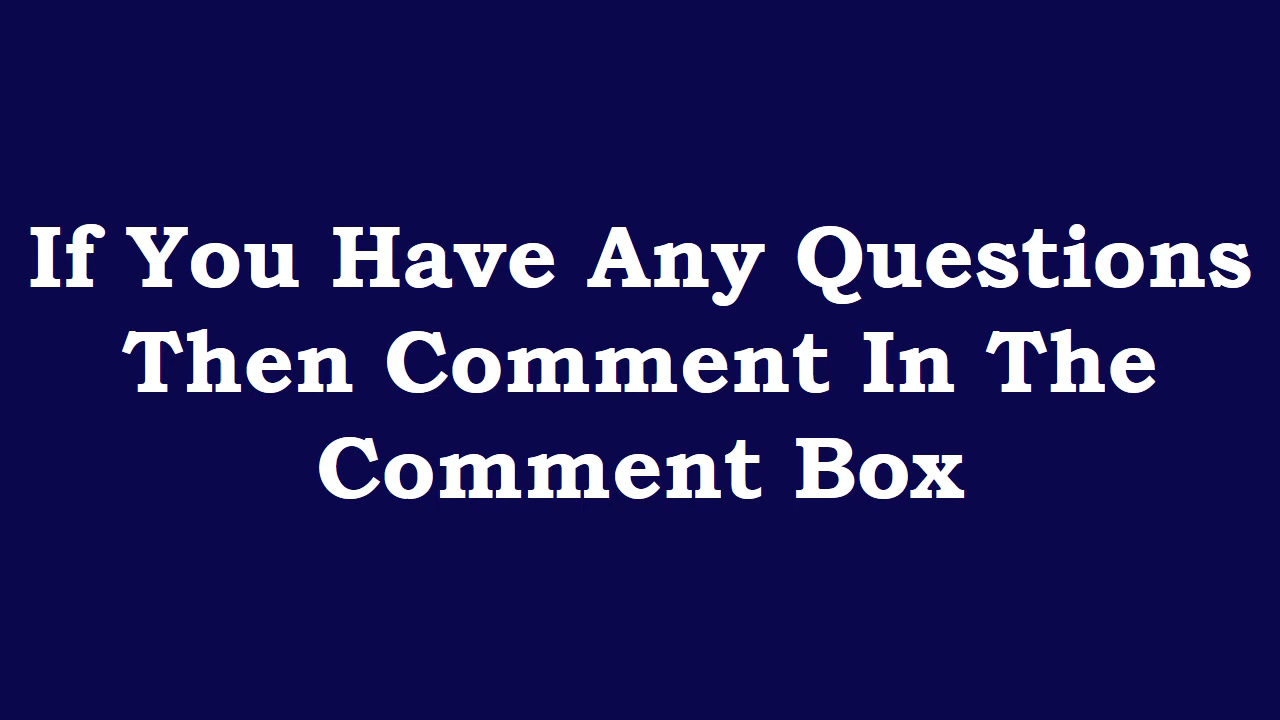 If You Have Any Questions
Then Comment In The
Comment Box